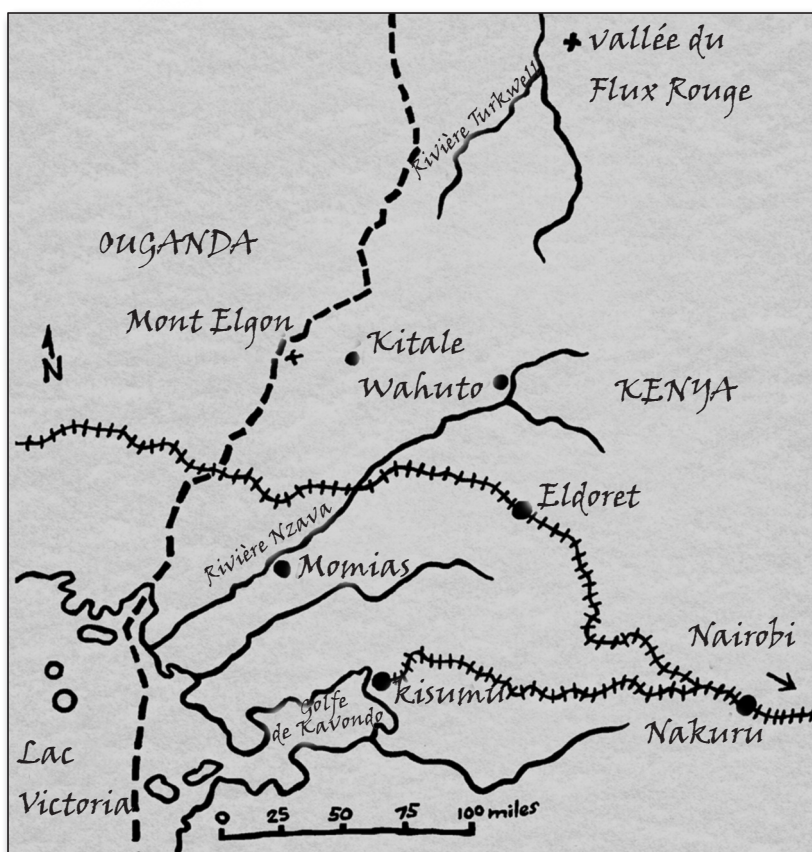 vallée du
Flux Rouge
Rivière Turkwell
OUGANDA
Mont Elgon
N
Kitale
Wahuto
KENYA
Eldoret
Rivière Nzava
Momias
Nairobi
kisumu
Golfe
de Kavondo
Nakuru
Lac
Victoria
0 25 50 75 100 miles